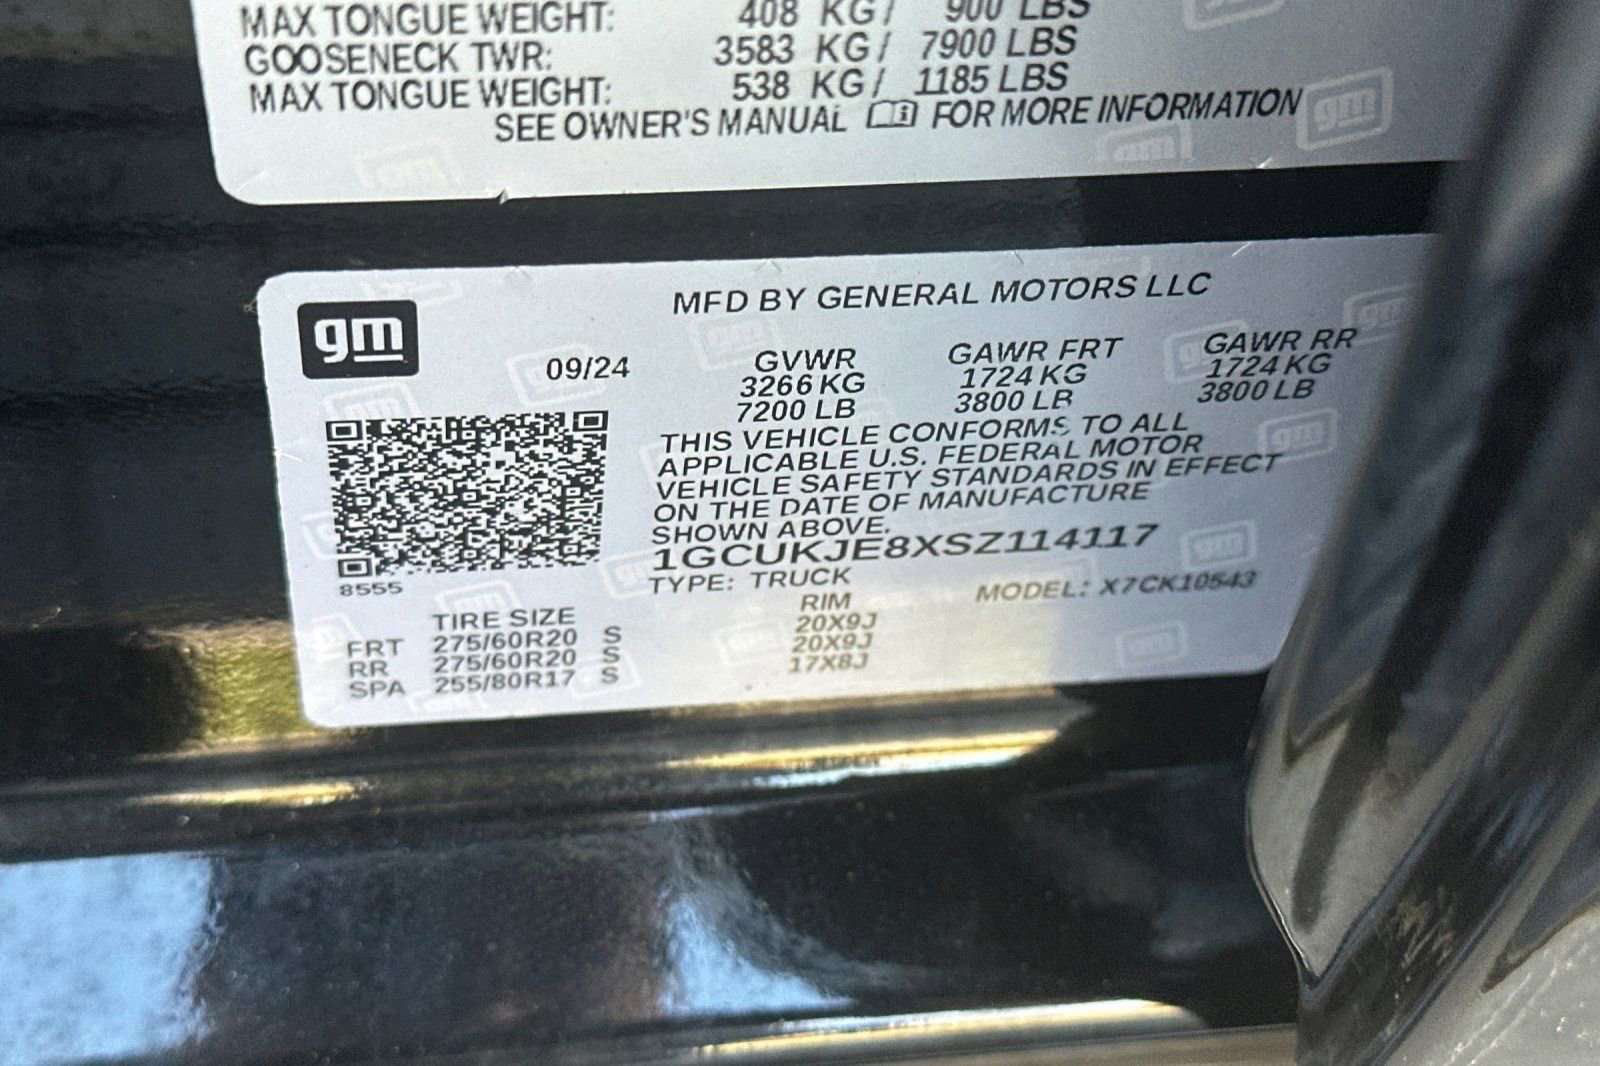 MAX TONGUE WEIGHT: 408 KG / 900 LBS
GOOSENECK TWR: 3583 KG / 7900 LBS
MAX TONGUE WEIGHT: 538 KG / 1185 LBS
SEE OWNER'S MANUAL FOR MORE INFORMATION
gm
MFD BY GENERAL MOTORS LLC
09/24 GVWR GAWR FRT GAWR RR
3266 KG 1724 KG 1724 KG
7200 LB 3800 LB 3800 LB
THIS VEHICLE CONFORMS TO ALL
APPLICABLE U.S. FEDERAL MOTOR
VEHICLE SAFETY STANDARDS IN EFFECT
ON THE DATE OF MANUFACTURE
SHOWN ABOVE.
1GCUKJE8XSZ114117
8555
TYPE: TRUCK MODEL: X7CK10543
TIRE SIZE RIM
FRT 275/60R20 S 20X9J
RR 275/60R20 S 20X9J
SPA 255/80R17 S 17X8J